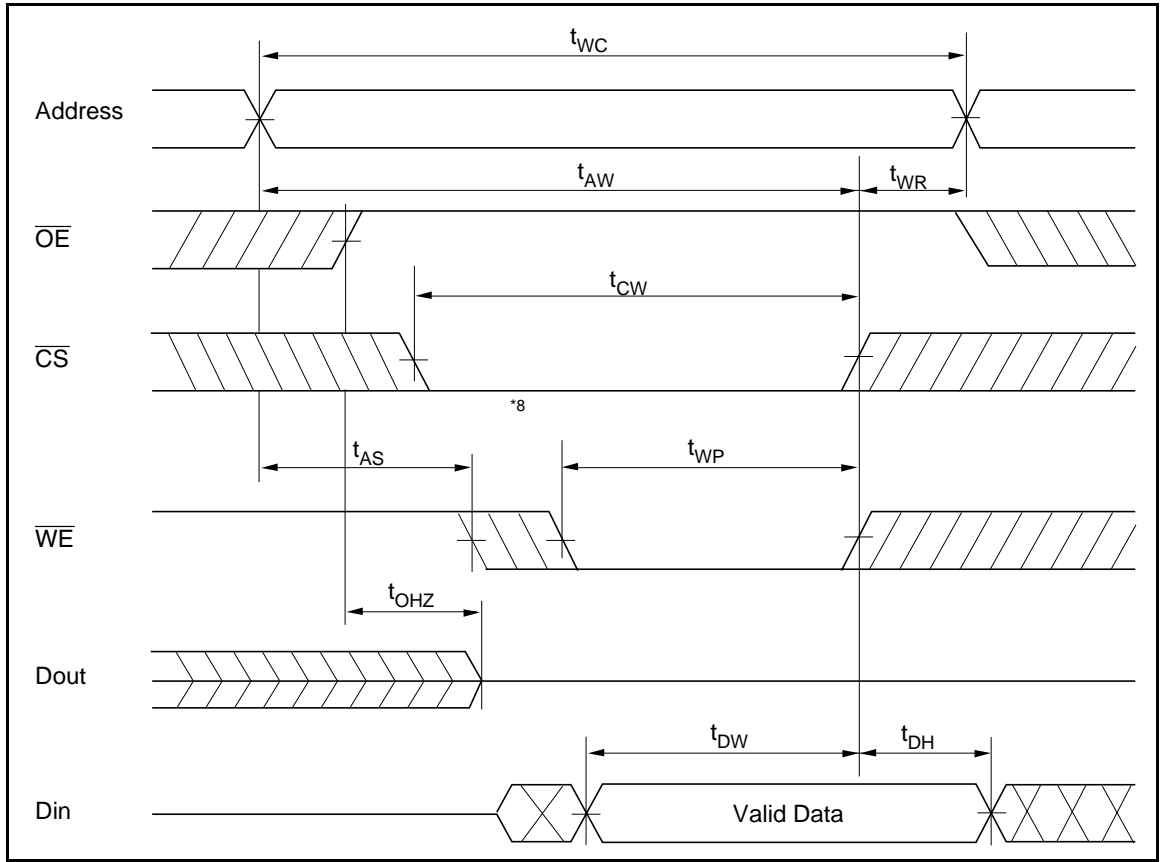 tWC
Address
tAW
tWR
OE
tCW
CS
*8
tAS
tWP
WE
tOHZ
Dout
tDW
tDH
Din
Valid Data